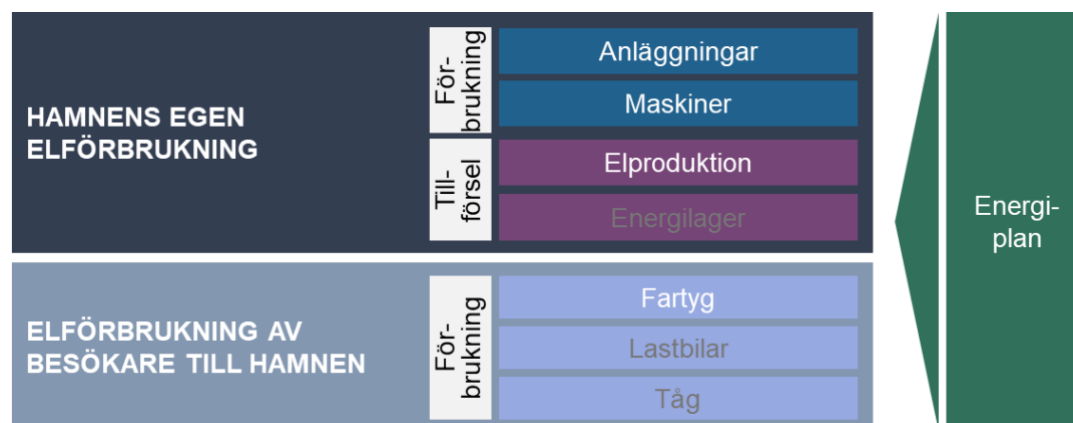 HAMNENS EGEN
ELFÖRBRUKNING
För-
brukning
Anläggningar
Maskiner
Till-
försel
Elproduktion
Energilager
ELFÖRBRUKNING AV
BESÖKARE TILL HAMNEN
För-
brukning
Fartyg
Lastbilar
Tåg
Energi-
plan